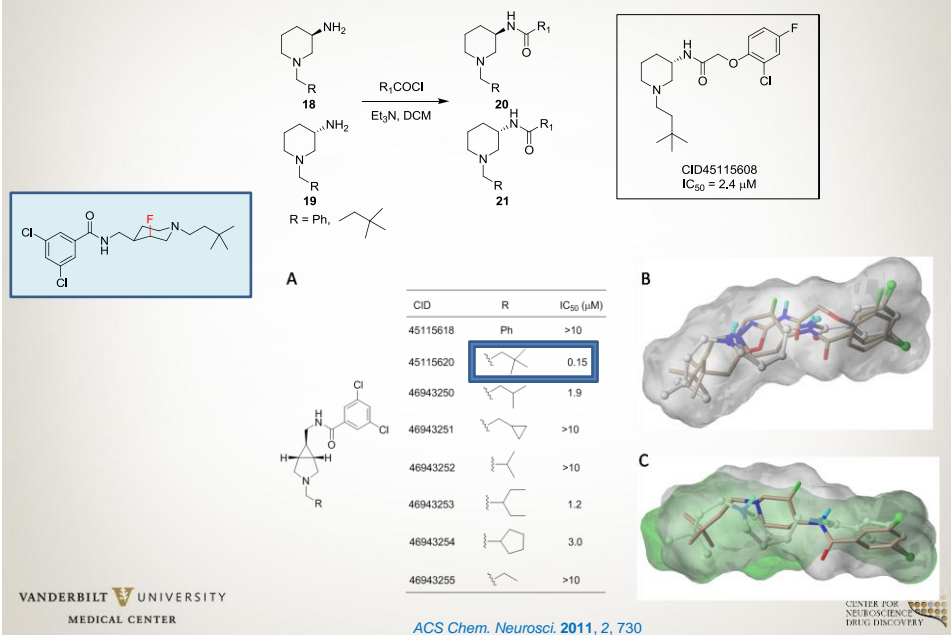 NH2
N
R
18
R1COCl
Et3N, DCM
H
N
R1
O
N
R
20
NH2
N
R
19
R = Ph,
H
N
R1
O
N
R
21
F
H
N
O
O
Cl
N
CID45115608
IC50 = 2.4 μM
Cl
O
N
H
F
N
Cl
A
Cl
Cl
H
N
O
H
H
N
R
CID R IC50 (μM)
45115618 Ph >10
45115620 0.15
46943250 1.9
46943251 >10
46943252 >10
46943253 1.2
46943254 3.0
46943255 >10
B
C
VANDERBILT V UNIVERSITY
MEDICAL CENTER
ACS Chem. Neurosci. 2011, 2, 730
CENTER FOR
NEUROSCIENCE
DRUG DISCOVERY